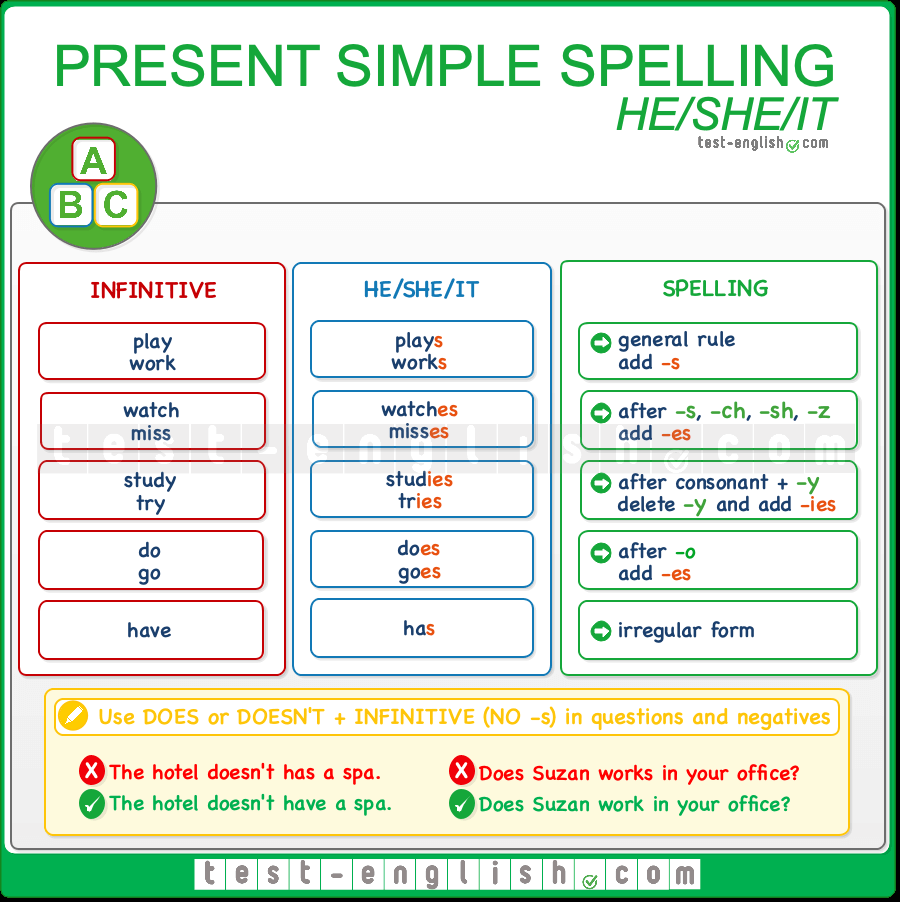 PRESENT SIMPLE SPELLING
HE/SHE/IT
test-english.com
A
B C
INFINITIVE
play
work
watch
miss
study
try
do
go
have
HE/SHE/IT
plays
works
watches
misses
studies
tries
does
goes
has
SPELLING
general rule
add -s
after -s, -ch, -sh, -z
add -es
after consonant + -y
delete -y and add -ies
after -o
add -es
irregular form
test-english.com
Use DOES or DOESN'T + INFINITIVE (NO -s) in questions and negatives
The hotel doesn't has a spa.
The hotel doesn't have a spa.
Does Suzan works in your office?
Does Suzan work in your office?
test-english.com